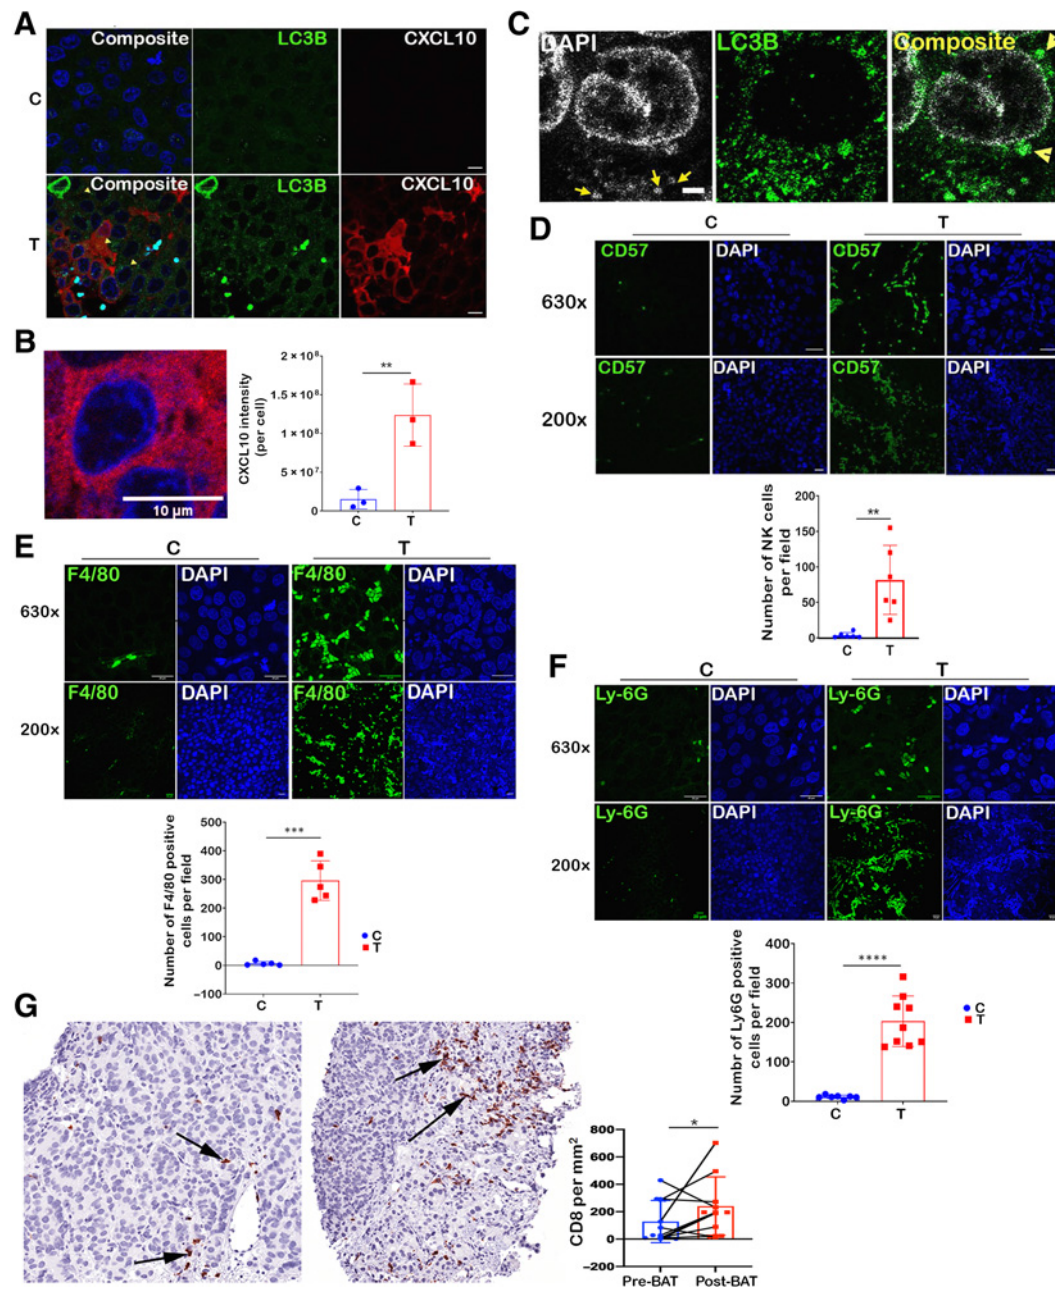 A
Composite LC3B CXCL10
C
Composite LC3B CXCL10
T
B
10 µm
CXCL10 intensity
(per cell)
2 × 10⁸
1.5 × 10⁸
1 × 10⁸
5 × 10⁷
0
**
C T
C
DAPI LC3B Composite
D
C T
CD57 DAPI CD57 DAPI
630x
CD57 DAPI CD57 DAPI
200x
Number of NK cells
per field
200
150
100
50
0
**
C T
E
C T
F4/80 DAPI F4/80 DAPI
630x
F4/80 DAPI F4/80 DAPI
200x
Number of F4/80 positive
cells per field
500
400
300
200
100
0
−100
***
C T
C
T
F
C T
Ly-6G DAPI Ly-6G DAPI
630x
Ly-6G DAPI Ly-6G DAPI
200x
Numbr of Ly6G positive
cells per field
400
300
200
100
0
****
C T
C
T
G
CD8 per mm²
800
600
400
200
0
−200
*
Pre-BAT Post-BAT